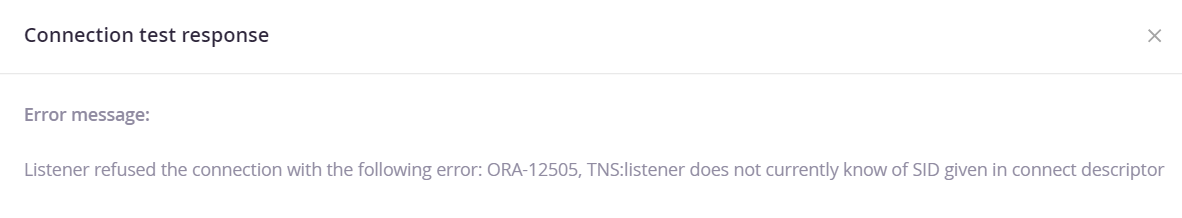 Connection test response
Error message:
Listener refused the connection with the following error: ORA-12505, TNS:listener does not currently know of SID given in connect descriptor